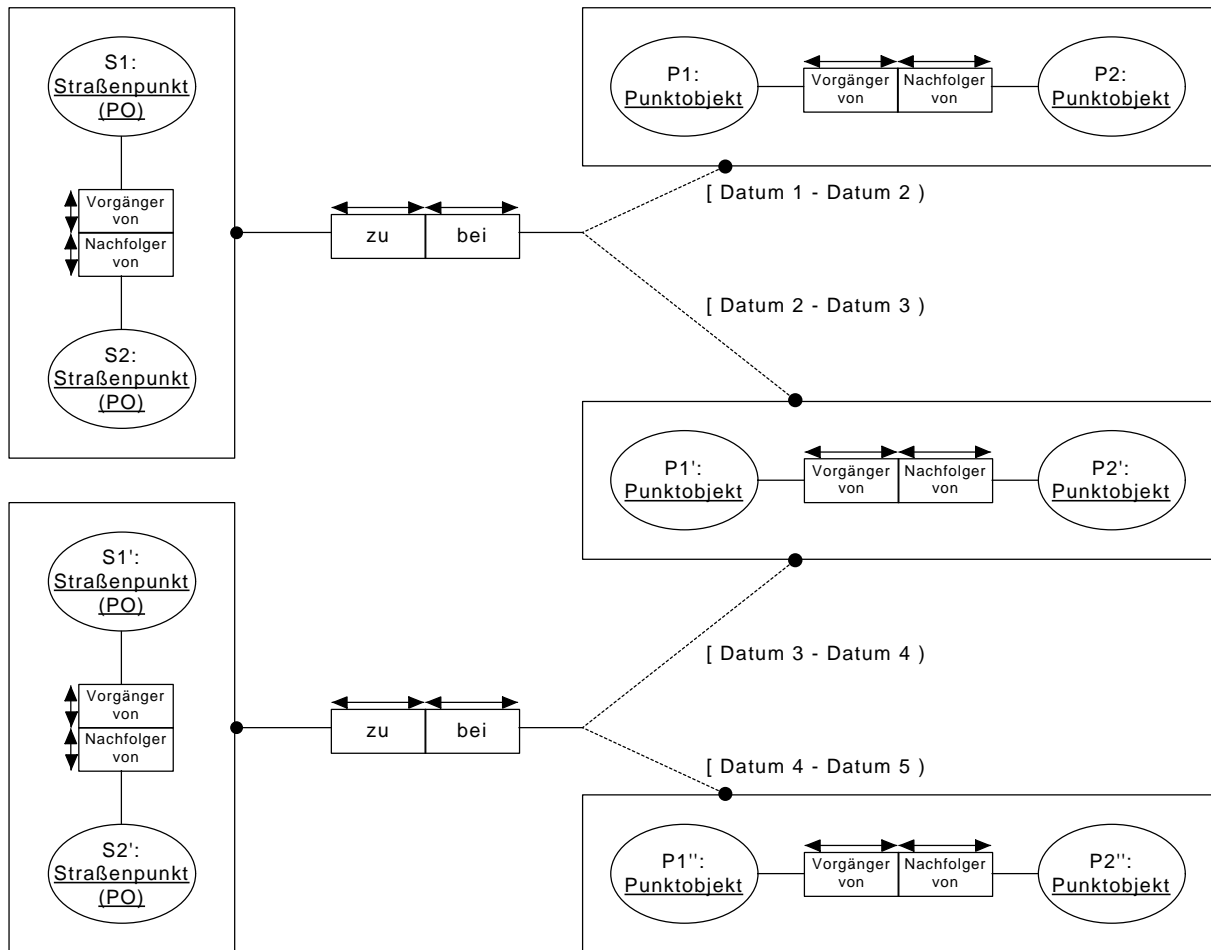 S1:
Straßenpunkt
(PO)
Vorgänger
von
Nachfolger
von
S2:
Straßenpunkt
(PO)
zu
bei
P1:
Punktobjekt
Vorgänger
von
Nachfolger
von
P2:
Punktobjekt
[ Datum 1 - Datum 2 )
[ Datum 2 - Datum 3 )
P1':
Punktobjekt
Vorgänger
von
Nachfolger
von
P2':
Punktobjekt
S1':
Straßenpunkt
(PO)
Vorgänger
von
Nachfolger
von
S2':
Straßenpunkt
(PO)
zu
bei
[ Datum 3 - Datum 4 )
[ Datum 4 - Datum 5 )
P1'':
Punktobjekt
Vorgänger
von
Nachfolger
von
P2'':
Punktobjekt